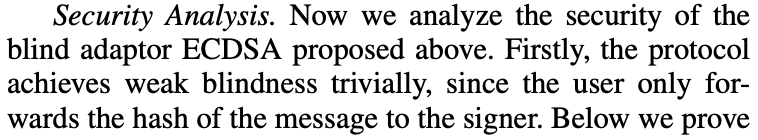 Security Analysis. Now we analyze the security of the
blind adaptor ECDSA proposed above. Firstly, the protocol
achieves weak blindness trivially, since the user only for-
wards the hash of the message to the signer. Below we prove